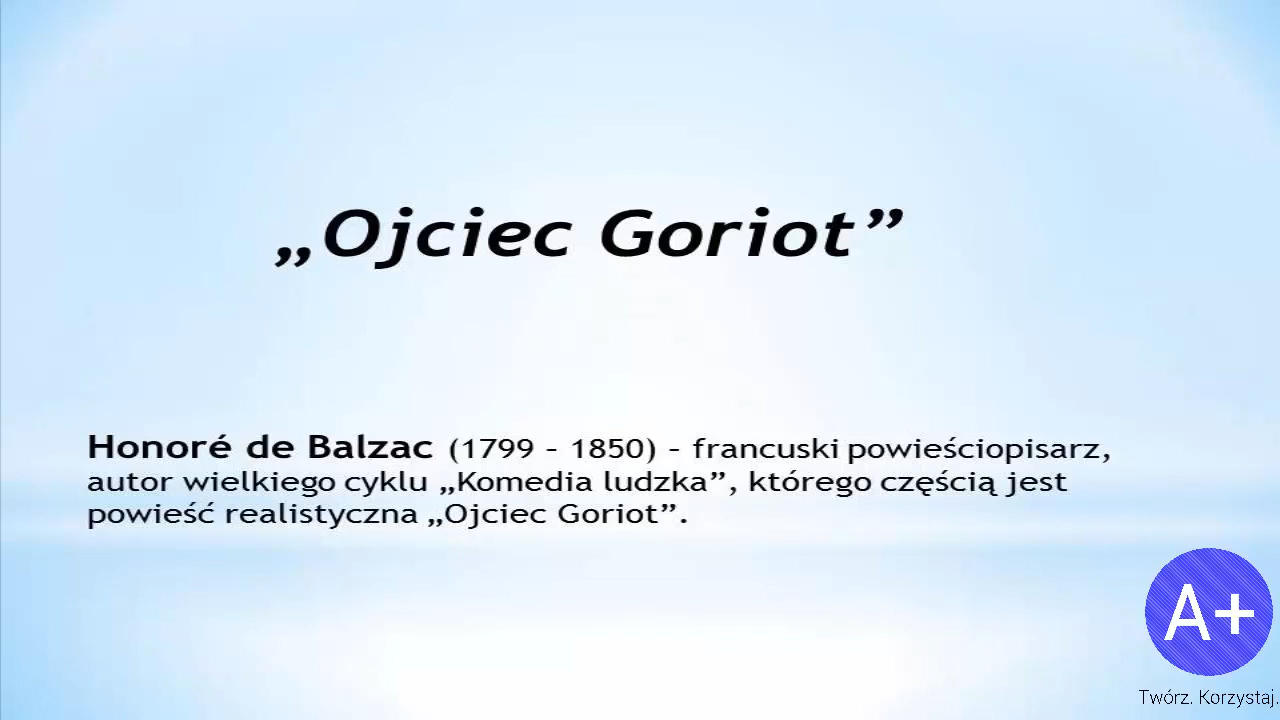 „Ojciec Goriot”
Honoré de Balzac (1799 – 1850) – francuski powieściopisarz,
autor wielkiego cyklu „Komedia ludzka”, którego częścią jest
powieść realistyczna „Ojciec Goriot”.
A+
Twórz. Korzystaj.